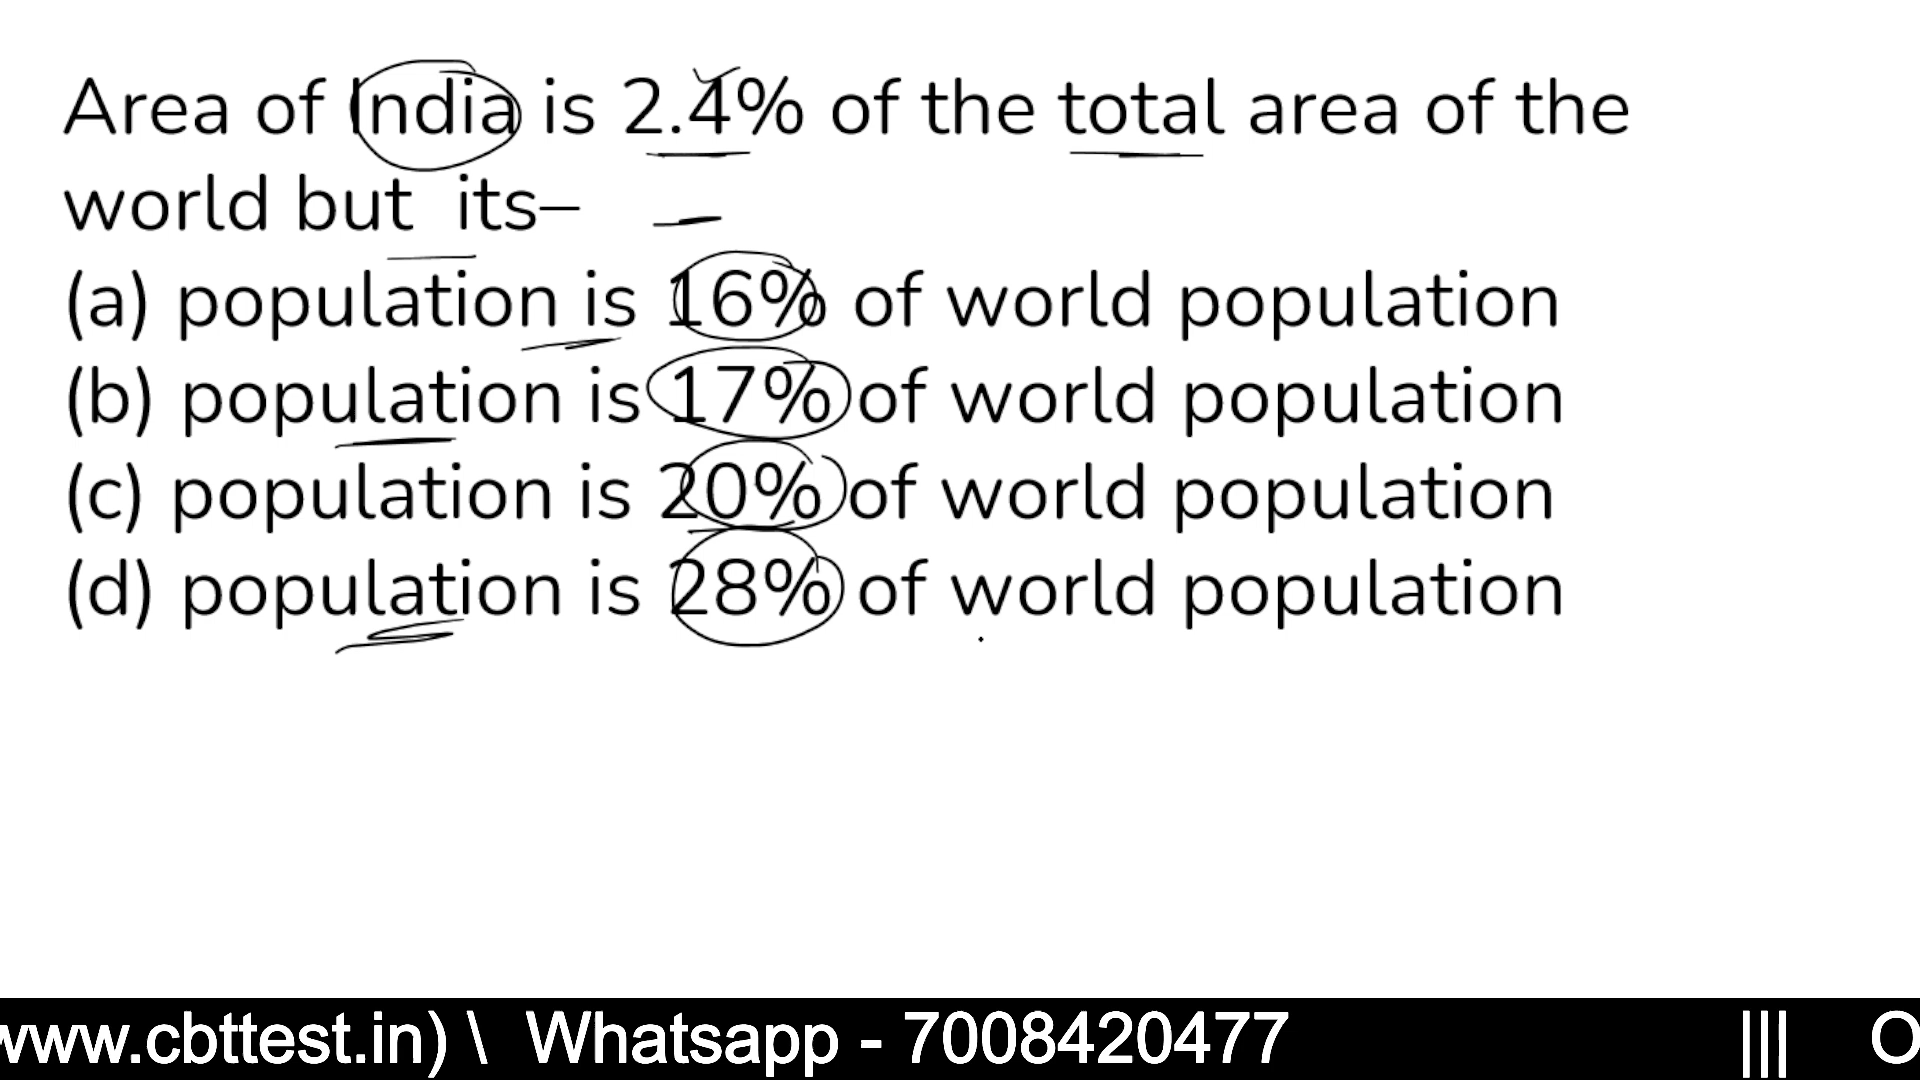 Area of India is 2.4% of the total area of the
world but its–
(a) population is 16% of world population
(b) population is 17% of world population
(c) population is 20% of world population
(d) population is 28% of world population
www.cbttest.in) \ Whatsapp - 7008420477 ||| O